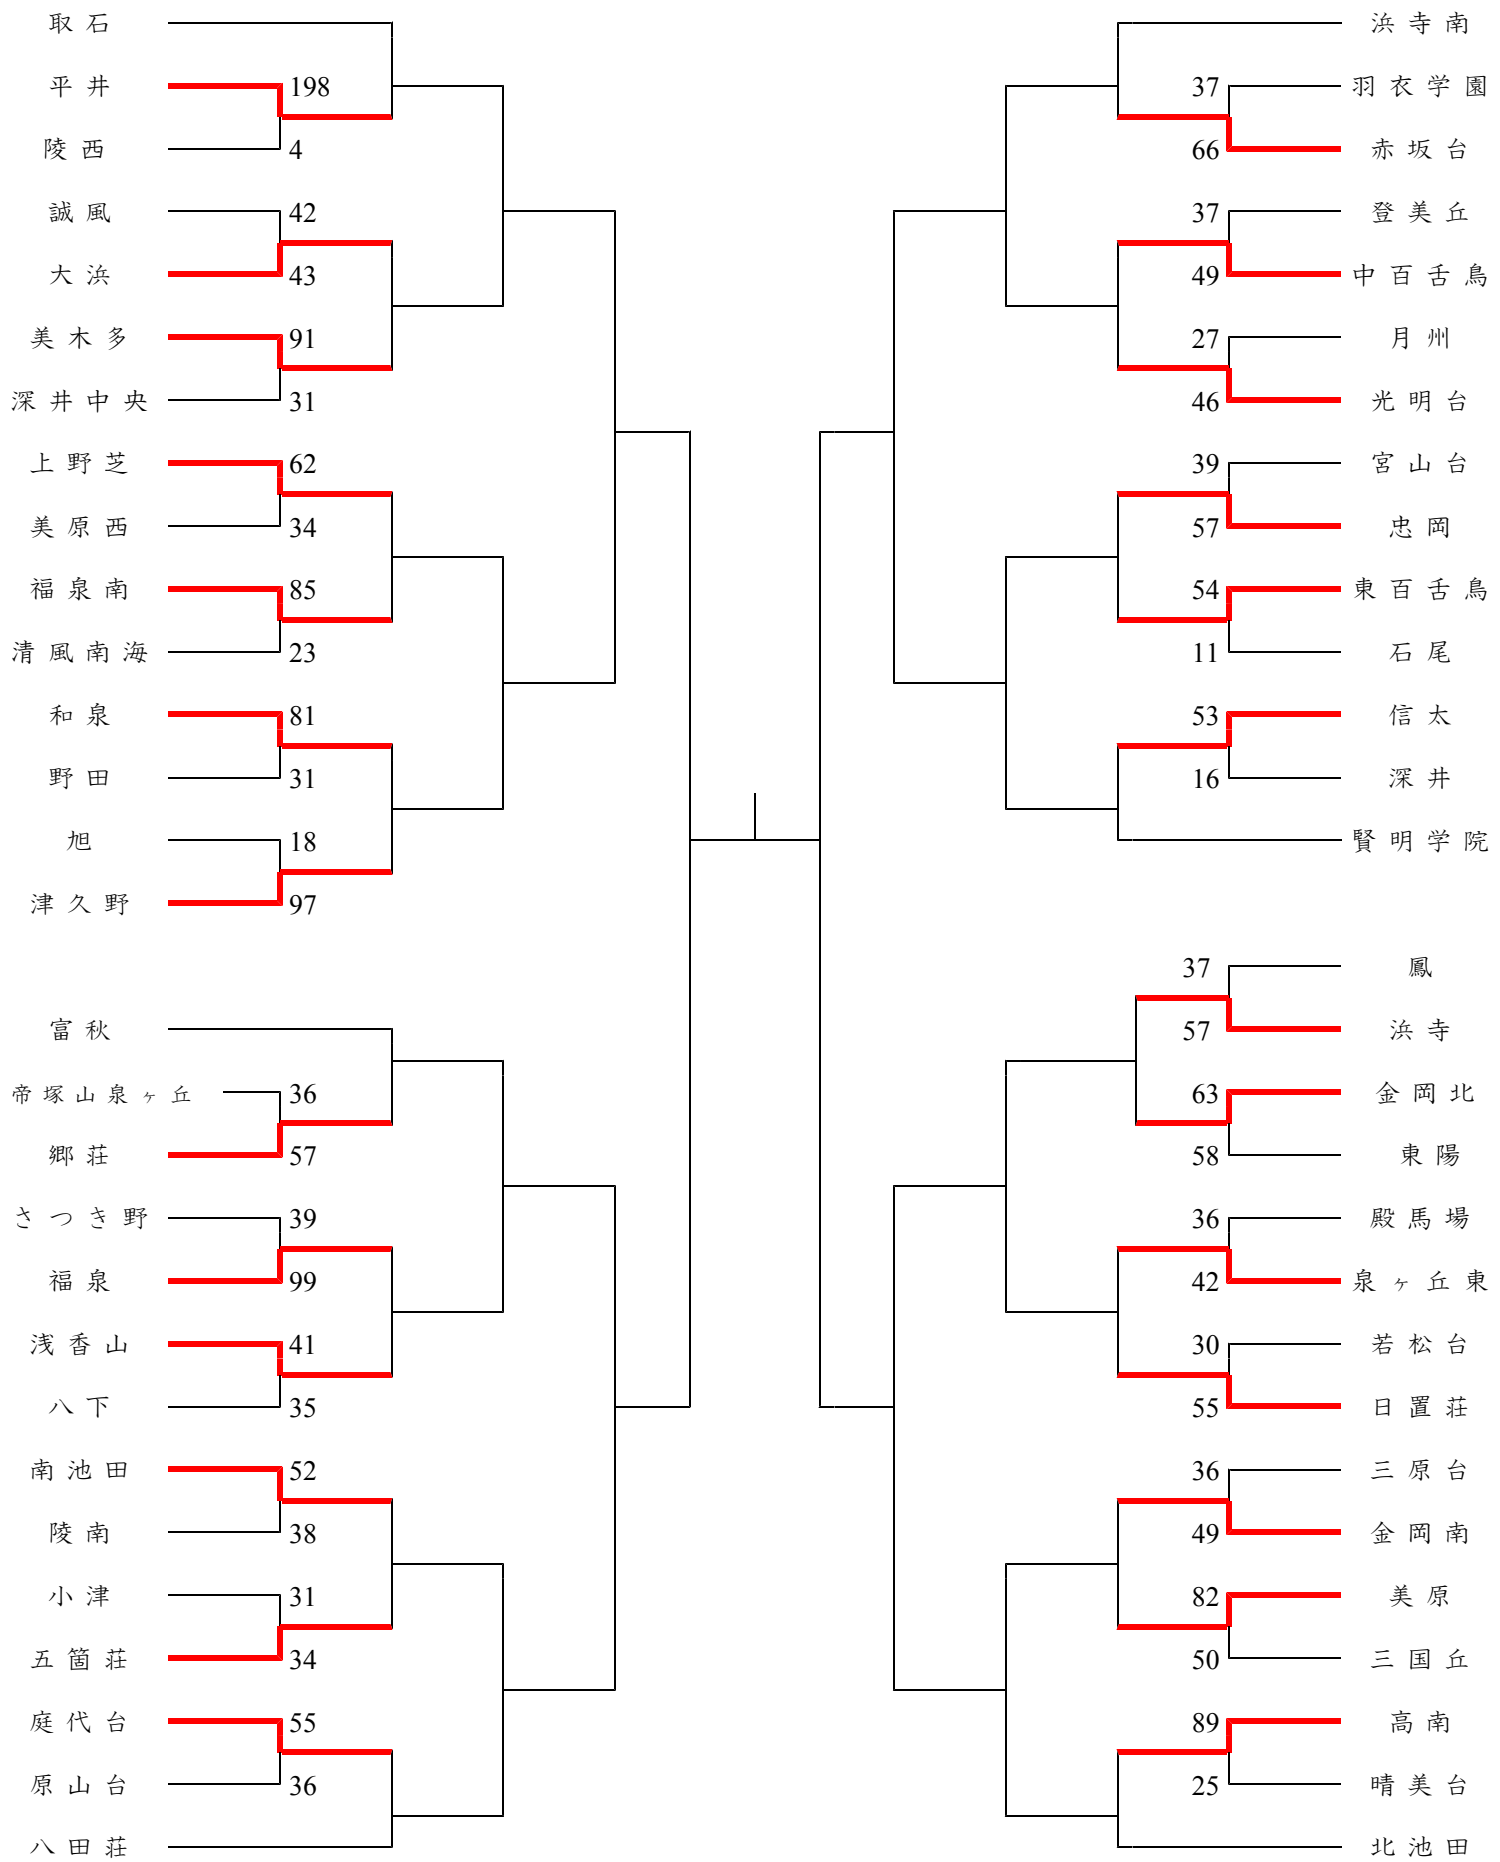 取石
平井 198
陵西 4
誠風 42
大浜 43
美木多 91
深井中央 31
上野芝 62
美原西 34
福泉南 85
清風南海 23
和泉 81
野田 31
旭 18
津久野 97
富秋
帝塚山泉ヶ丘 36
郷荘 57
さつき野 39
福泉 99
浅香山 41
八下 35
南池田 52
陵南 38
小津 31
五箇荘 34
庭代台 55
原山台 36
八田荘
浜寺南
37 羽衣学園
66 赤坂台
37 登美丘
49 中百舌鳥
27 月州
46 光明台
39 宮山台
57 忠岡
54 東百舌鳥
11 石尾
53 信太
16 深井
賢明学院
37 鳳
57 浜寺
63 金岡北
58 東陽
36 殿馬場
42 泉ヶ丘東
30 若松台
55 日置荘
36 三原台
49 金岡南
82 美原
50 三国丘
89 高南
25 晴美台
北池田